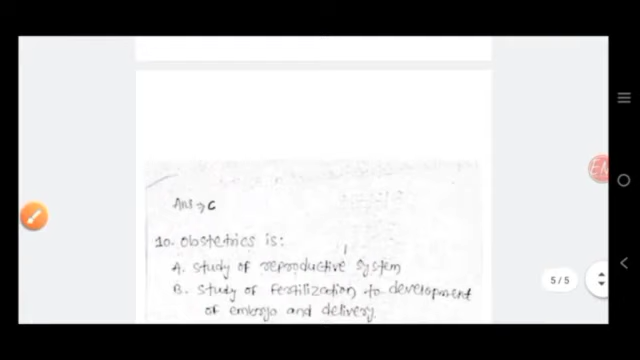 Ans → C
10. Obstetrics is:
A. Study of reproductive system
B. Study of fertilization to development
of embryo and delivery.
5/5
EN